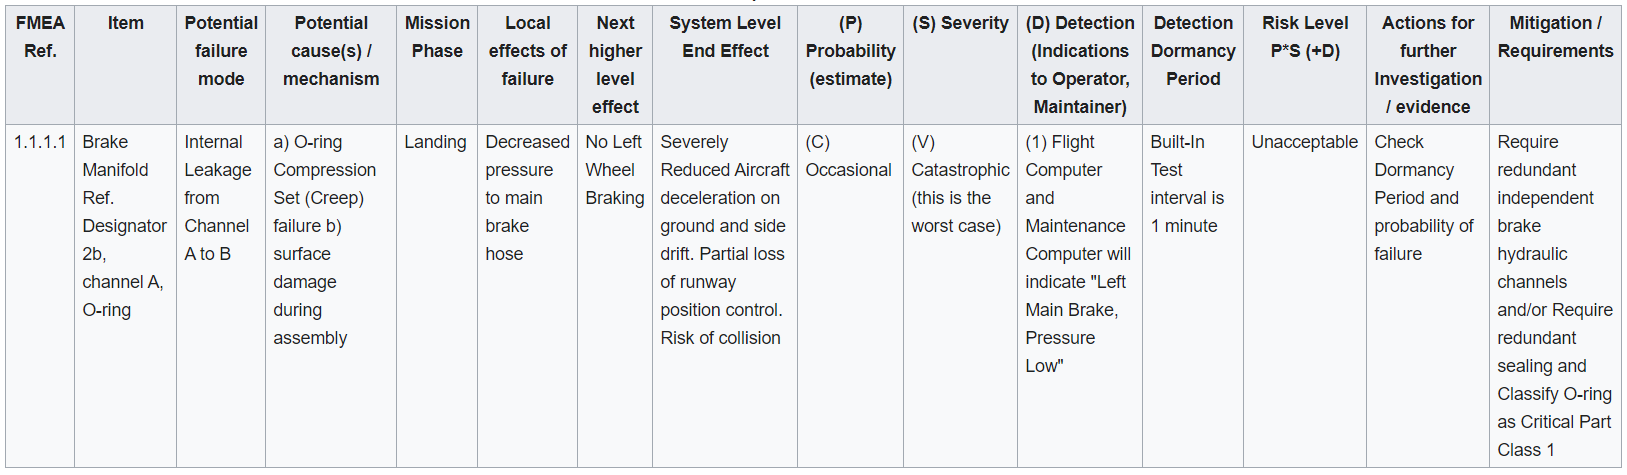 FMEA Ref.
Item
Potential failure mode
Potential cause(s) / mechanism
Mission Phase
Local effects of failure
Next higher level effect
System Level End Effect
(P) Probability (estimate)
(S) Severity
(D) Detection (Indications to Operator, Maintainer)
Detection Dormancy Period
Risk Level P*S (+D)
Actions for further Investigation / evidence
Mitigation / Requirements
1.1.1.1
Brake Manifold Ref. Designator 2b, channel A, O-ring
Internal Leakage from Channel A to B
a) O-ring Compression Set (Creep) failure b) surface damage during assembly
Landing
Decreased pressure to main brake hose
No Left Wheel Braking
Severely Reduced Aircraft deceleration on ground and side drift. Partial loss of runway position control. Risk of collision
(C) Occasional
(V) Catastrophic (this is the worst case)
(1) Flight Computer and Maintenance Computer will indicate "Left Main Brake, Pressure Low"
Built-In Test interval is 1 minute
Unacceptable
Check Dormancy Period and probability of failure
Require redundant independent brake hydraulic channels and/or Require redundant sealing and Classify O-ring as Critical Part Class 1